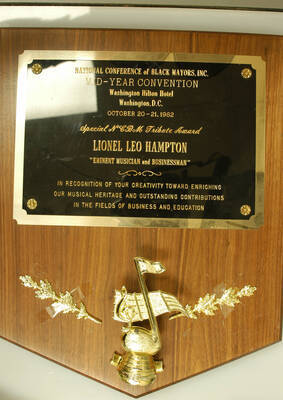 NATIONAL CONFERENCE OF BLACK MAYORS, INC.
MID-YEAR CONVENTION
Washington Hilton Hotel
Washington, D.C.
OCTOBER 20-21, 1982
Special NCBM Tribute Award
LIONEL LEO HAMPTON
"EMINENT MUSICIAN and BUSINESSMAN"
IN RECOGNITION OF YOUR CREATIVITY TOWARD ENRICHING
OUR MUSICAL HERITAGE AND OUTSTANDING CONTRIBUTIONS
IN THE FIELDS OF BUSINESS AND EDUCATION